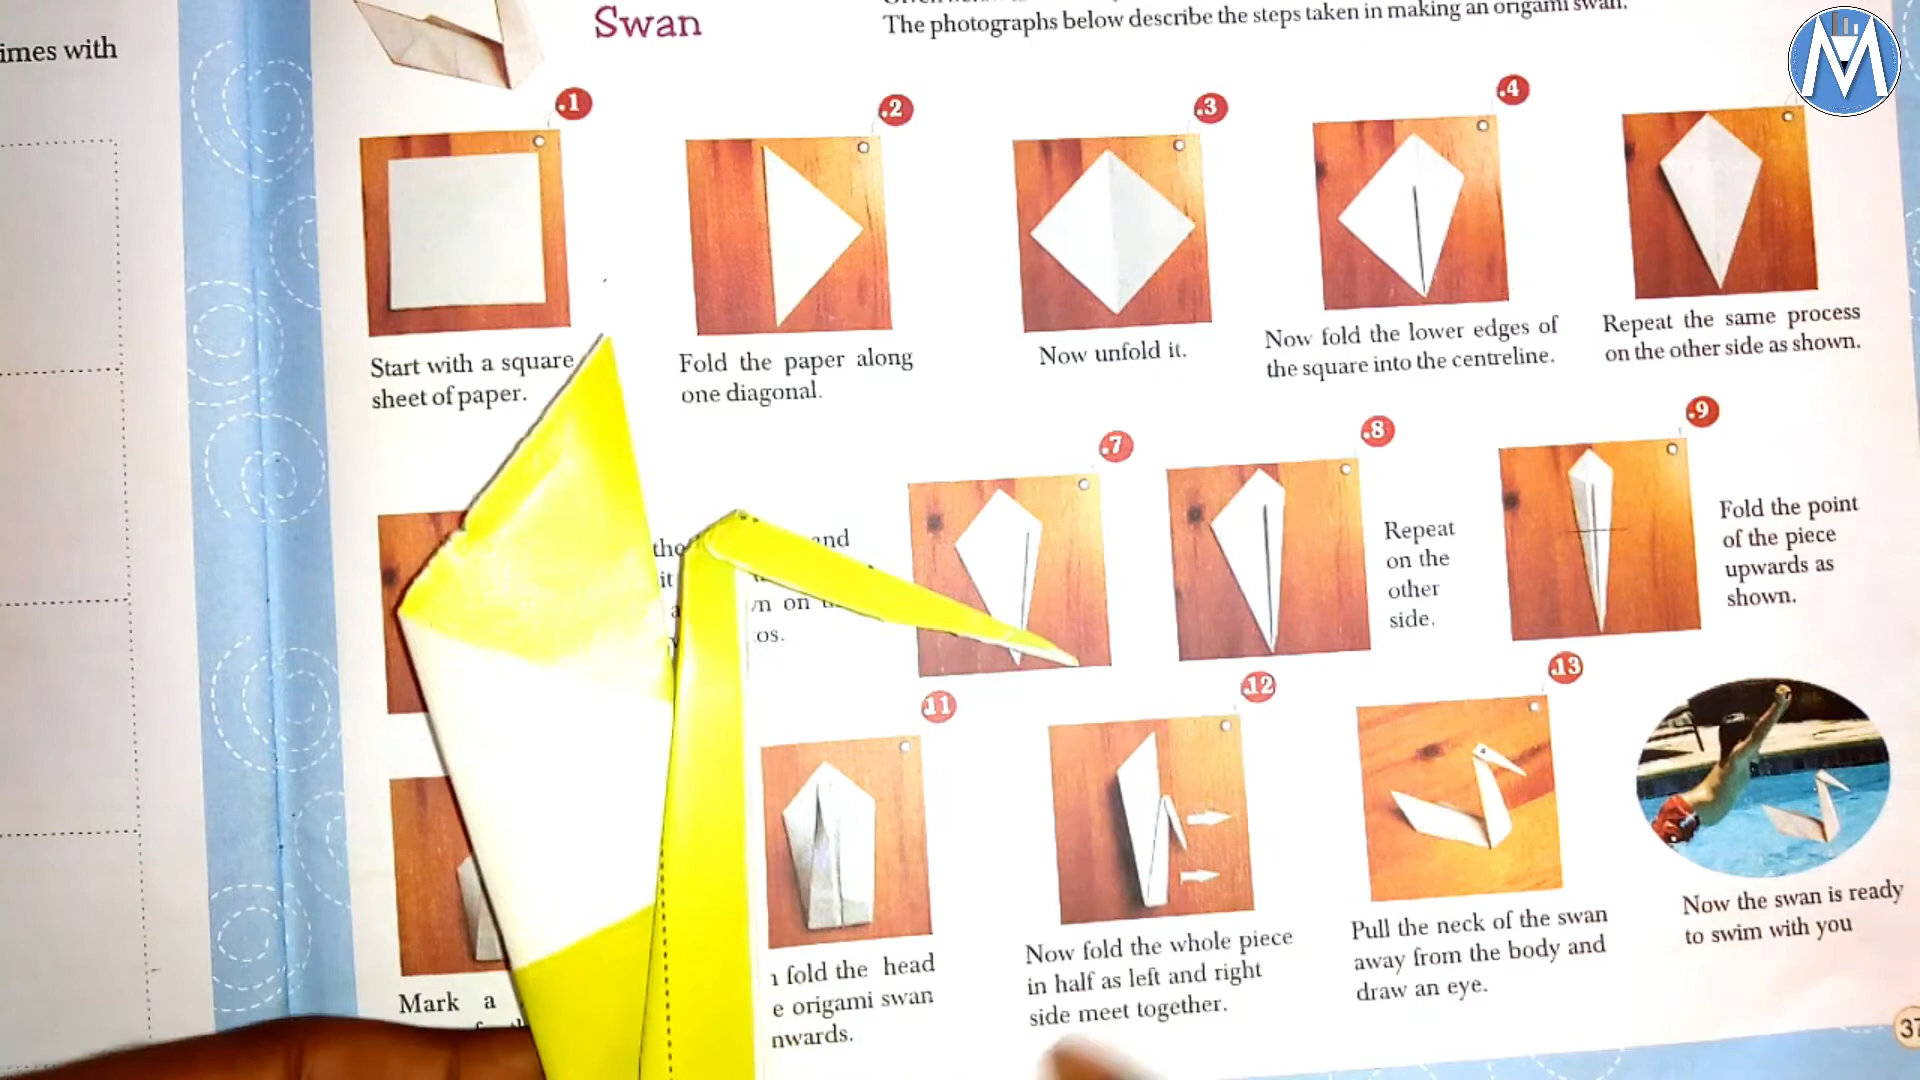 imes with
Swan
The photographs below describe the steps taken in making an origami swan.
.1
.2
.3
.4
Start with a square
sheet of paper.
Fold the paper along
one diagonal.
Now unfold it.
Now fold the lower edges of
the square into the centreline.
Repeat the same process
on the other side as shown.
and
it
on
.7
.8
Repeat
on the
other
side.
.9
Fold the point
of the piece
upwards as
shown.
Mark a
.11
fold the head
e origami swan
nwards.
.12
Now fold the whole piece
in half as left and right
side meet together.
.13
Pull the neck of the swan
away from the body and
draw an eye.
Now the swan is ready
to swim with you
37
M